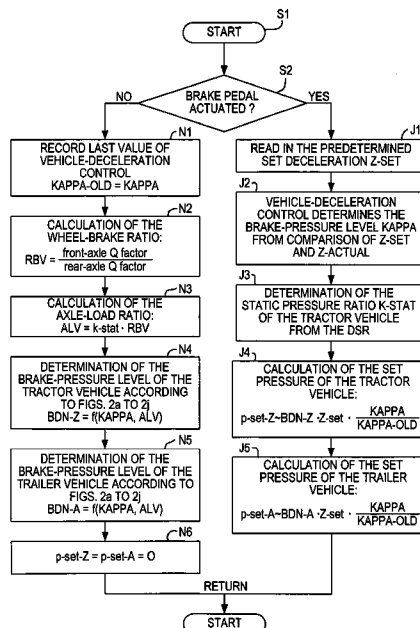 S1
START
S2
BRAKE PEDAL
ACTUATED ?
NO
YES
N1
RECORD LAST VALUE OF
VEHICLE-DECELERATION
CONTROL
KAPPA-OLD = KAPPA
N2
CALCULATION OF THE
WHEEL-BRAKE RATIO:
RBV = front-axle Q factor
rear-axle Q factor
N3
CALCULATION OF THE
AXLE-LOAD RATIO:
ALV = k-stat · RBV
N4
DETERMINATION OF THE
BRAKE-PRESSURE LEVEL OF THE
TRACTOR VEHICLE ACCORDING
TO FIGS. 2a TO 2j
BDN-Z = f(KAPPA, ALV)
N5
DETERMINATION OF THE
BRAKE-PRESSURE LEVEL OF THE
TRAILER VEHICLE ACCORDING TO
FIGS. 2a TO 2j
BDN-A = f(KAPPA, ALV)
N6
p-set-Z = p-set-A = O
J1
READ IN THE PREDETERMINED
SET DECELERATION Z-SET
J2
VEHICLE-DECELERATION
CONTROL DETERMINES THE
BRAKE-PRESSURE LEVEL KAPPA
FROM COMPARISON OF Z-SET
AND Z-ACTUAL
J3
DETERMINATION OF THE
STATIC PRESSURE RATIO K-STAT
OF THE TRACTOR VEHICLE
FROM THE DSR
J4
CALCULATION OF THE SET
PRESSURE OF THE TRACTOR
VEHICLE:
p-set-Z~BDN-Z ·Z-set · KAPPA
KAPPA-OLD
J5
CALCULATION OF THE SET
PRESSURE OF THE TRAILER
VEHICLE:
p-set-A~BDN-A ·Z-set · KAPPA
KAPPA-OLD
RETURN
START